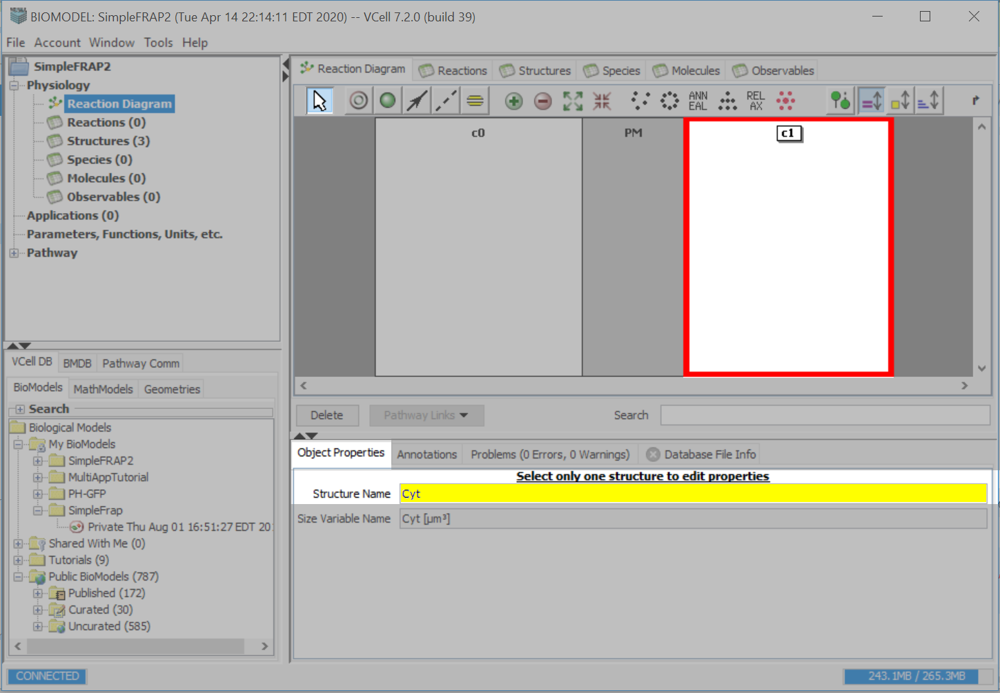 BIOMODEL: SimpleFRAP2 (Tue Apr 14 22:14:11 EDT 2020) -- VCell 7.2.0 (build 39)
File Account Window Tools Help
SimpleFRAP2
Physiology
Reaction Diagram
Reactions (0)
Structures (3)
Species (0)
Molecules (0)
Observables (0)
Applications (0)
Parameters, Functions, Units, etc.
Pathway
VCell DB BMDB Pathway Comm
BioModels MathModels Geometries
Search
Biological Models
My BioModels
SimpleFRAP2
MultiAppTutorial
PH-GFP
SimpleFrap
Private Thu Aug 01 16:51:27 EDT 20
Shared With Me (0)
Tutorials (9)
Public BioModels (787)
Published (172)
Curated (30)
Uncurated (585)
Reaction Diagram Reactions Structures Species Molecules Observables
ANN EAL
REL AX
c0 PM c1
Delete Pathway Links Search
Object Properties Annotations Problems (0 Errors, 0 Warnings) Database File Info
Select only one structure to edit properties
Structure Name Cyt
Size Variable Name Cyt [µm³]
CONNECTED 243.1MB / 265.3MB